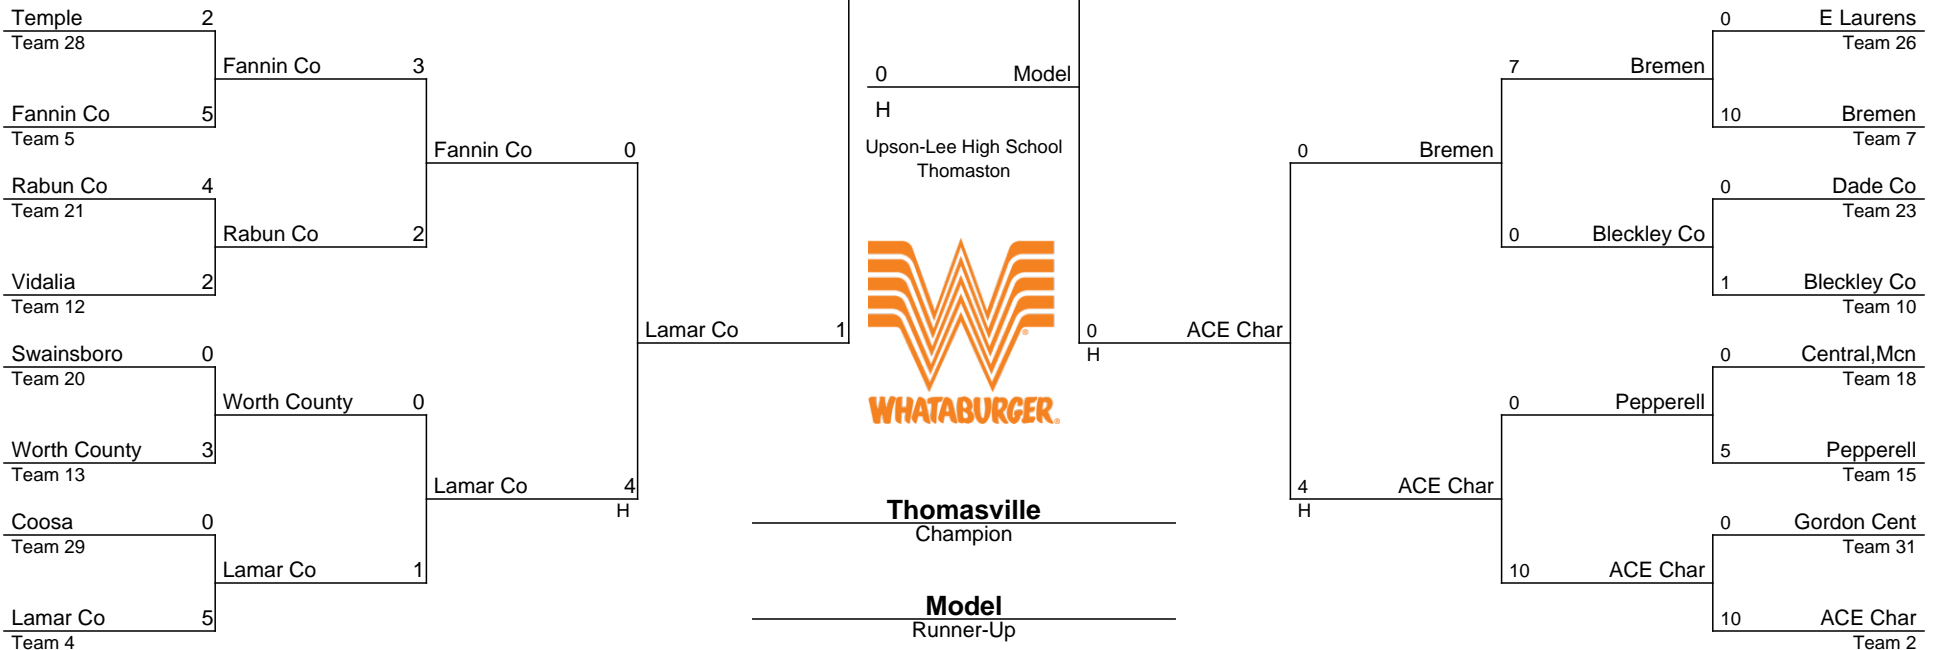 Temple 2
Team 28
Fannin Co 3
Fannin Co 5
Team 5
Fannin Co 0
Rabun Co 4
Team 21
Rabun Co 2
Vidalia 2
Team 12
Lamar Co 1
Swainsboro 0
Team 20
Worth County 0
Worth County 3
Team 13
Lamar Co 4
H
Coosa 0
Team 29
Lamar Co 1
Lamar Co 5
Team 4
0 Model
H
Upson-Lee High School
Thomaston
®
WHATABURGER®
Thomasville
Champion
Model
Runner-Up
0 E Laurens
Team 26
7 Bremen
10 Bremen
Team 7
0 Bremen
0 Dade Co
Team 23
0 Bleckley Co
1 Bleckley Co
Team 10
0 ACE Char
H
0 Central,Mcn
Team 18
0 Pepperell
5 Pepperell
Team 15
4 ACE Char
H
0 Gordon Cent
Team 31
10 ACE Char
10 ACE Char
Team 2